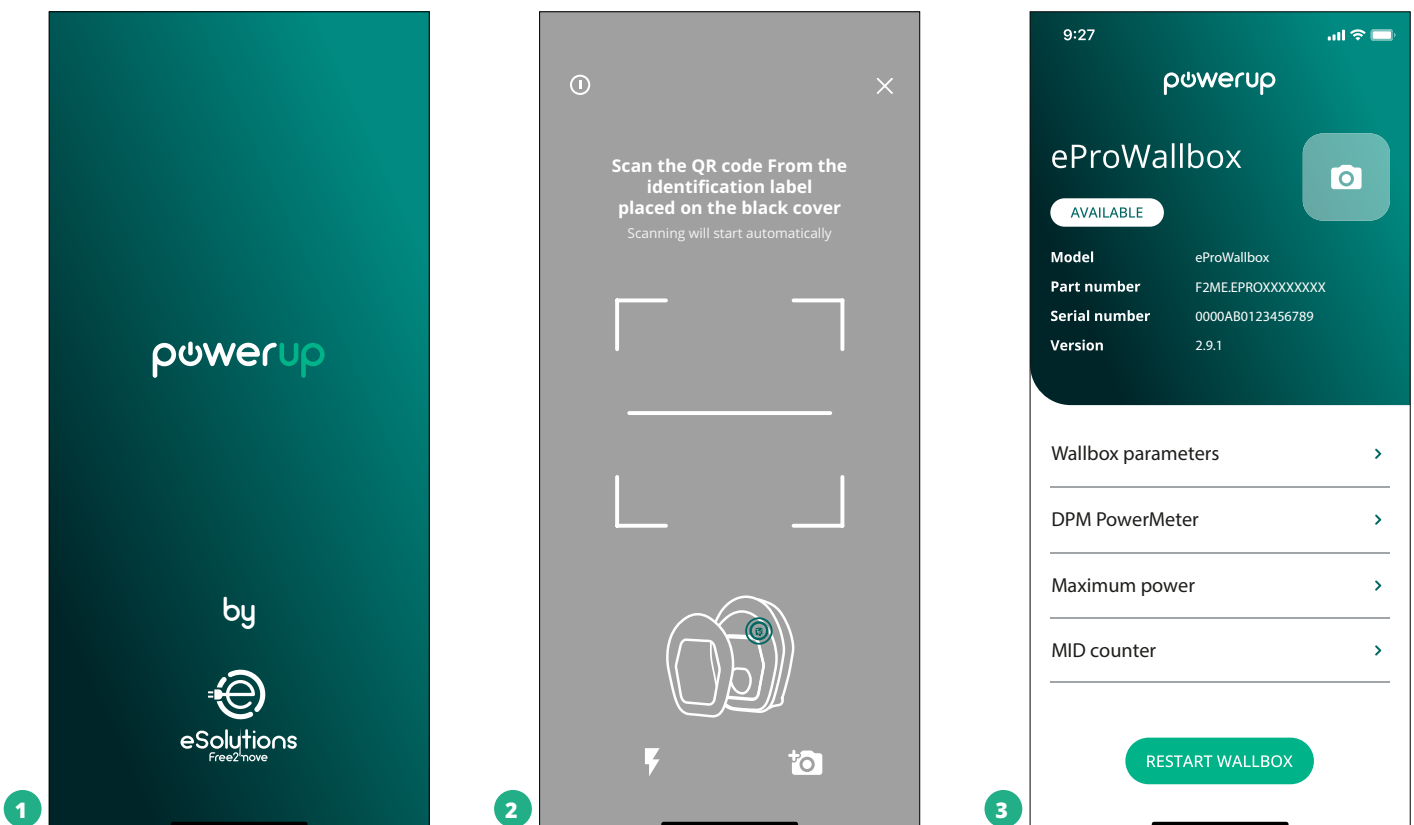 powerup
by
eSolutions
Free2move
1
Scan the QR code From the
identification label
placed on the black cover
Scanning will start automatically
2
9:27
powerup
eProWallbox
AVAILABLE
Model eProWallbox
Part number F2ME.EPROXXXXXXXX
Serial number 0000AB0123456789
Version 2.9.1
Wallbox parameters
DPM PowerMeter
Maximum power
MID counter
RESTART WALLBOX
3